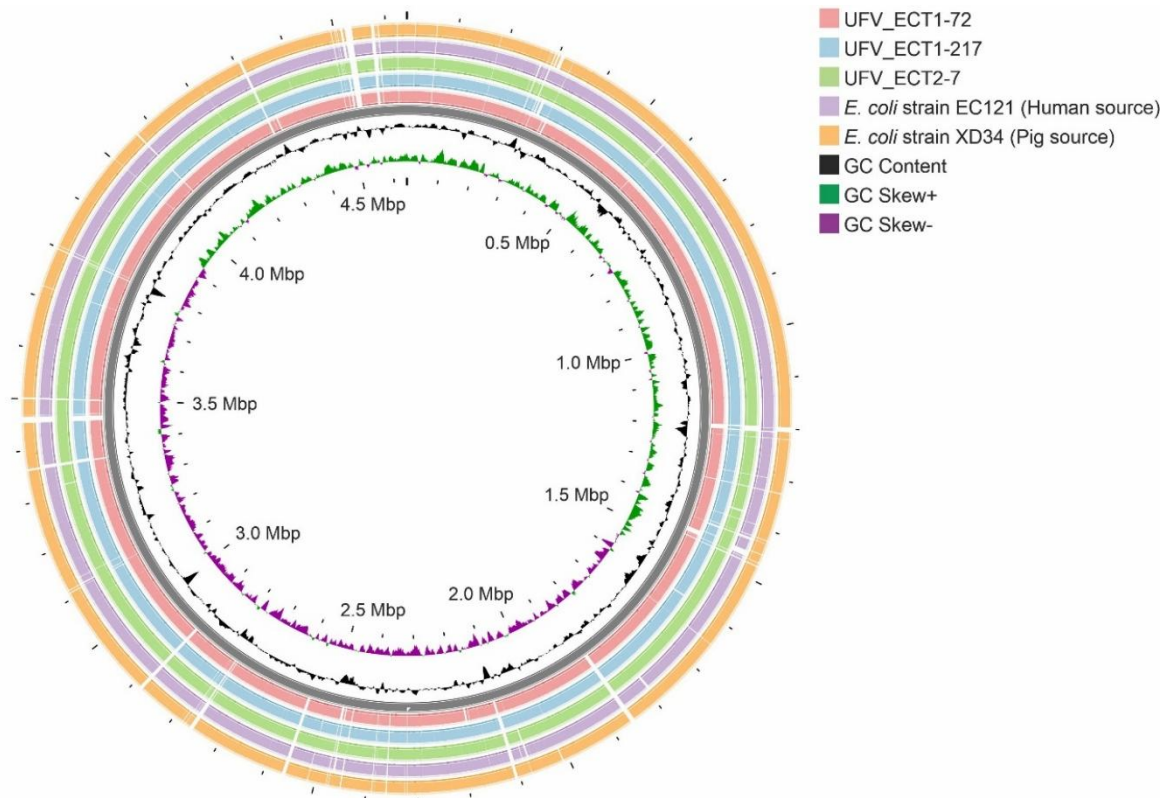 UFV_ECT1-72
UFV_ECT1-217
UFV_ECT2-7
E. coli strain EC121 (Human source)
E. coli strain XD34 (Pig source)
GC Content
GC Skew+
GC Skew-
4.5 Mbp
0.5 Mbp
4.0 Mbp
1.0 Mbp
3.5 Mbp
1.5 Mbp
3.0 Mbp
2.0 Mbp
2.5 Mbp